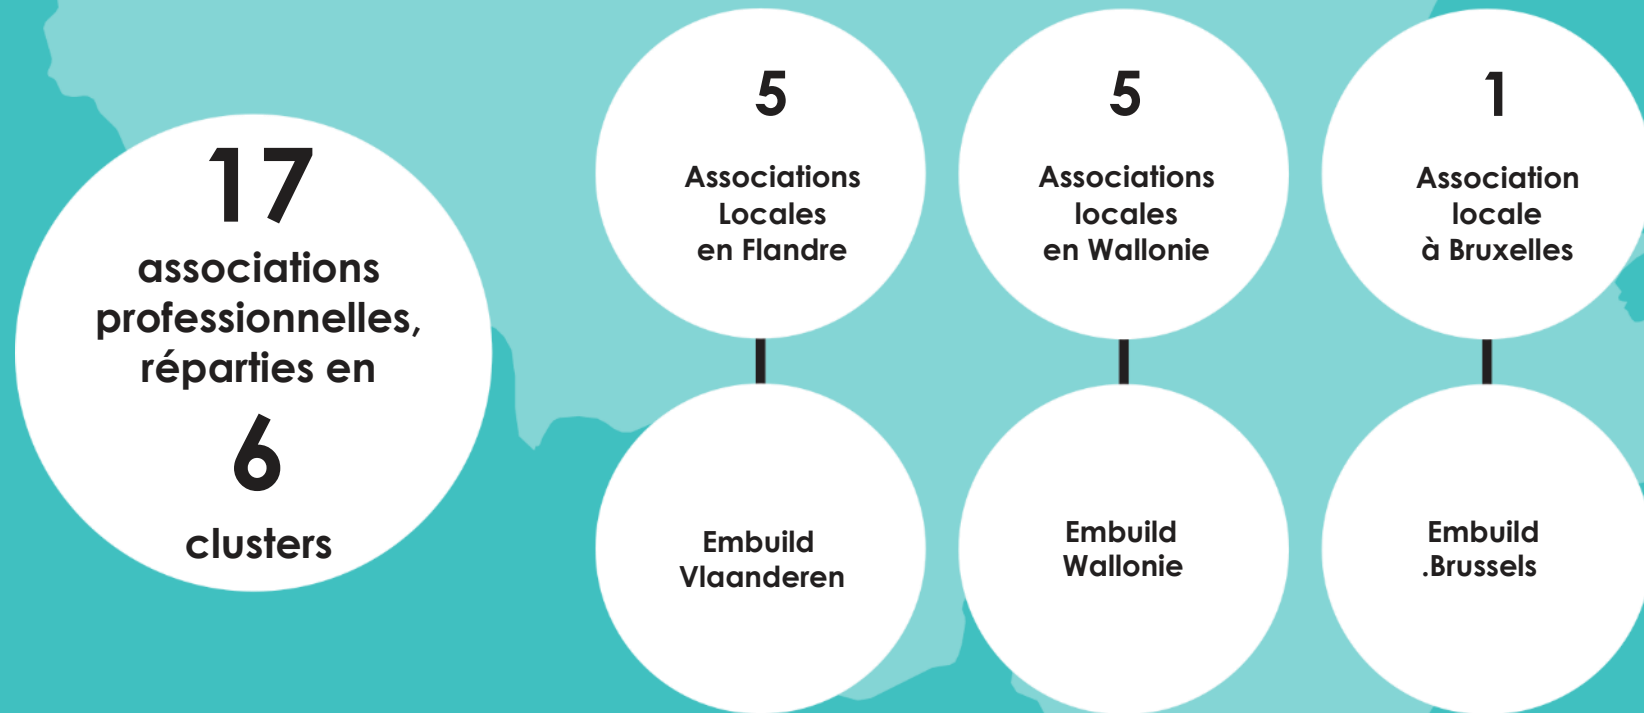 17
associations
professionnelles,
réparties en
6
clusters
5
Associations
Locales
en Flandre
Embuild
Vlaanderen
5
Associations
locales
en Wallonie
Embuild
Wallonie
1
Association
locale
à Bruxelles
Embuild
.Brussels